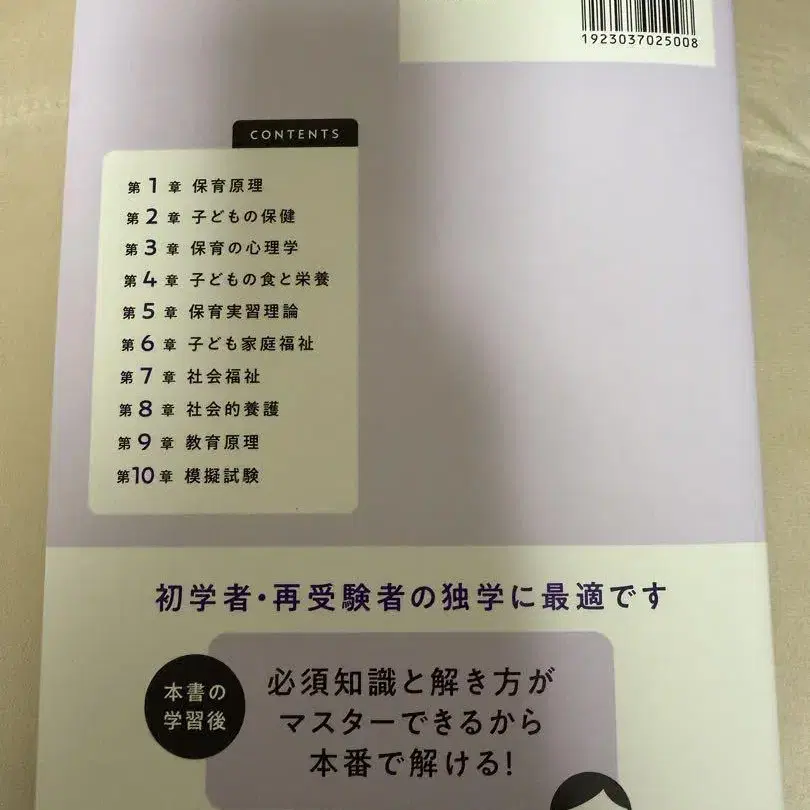 1923037025008
CONTENTS
第1章 保育原理
第2章 子どもの保健
第3章 保育の心理学
第4章 子どもの食と栄養
第5章 保育実習理論
第6章 子ども家庭福祉
第7章 社会福祉
第8章 社会的養護
第9章 教育原理
第10章 模擬試験
初学者・再受験者の独学に最適です
本書の
学習後
必須知識と解き方が
マスターできるから
本番で解ける!